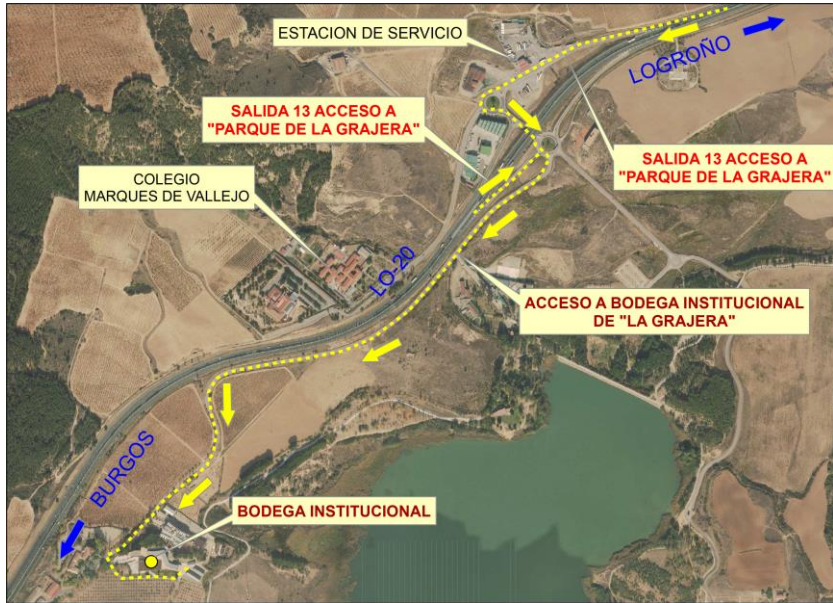 ESTACION DE SERVICIO
LOGROÑO
SALIDA 13 ACCESO A
"PARQUE DE LA GRAJERA"
SALIDA 13 ACCESO A
"PARQUE DE LA GRAJERA"
COLEGIO
MARQUES DE VALLEJO
LO-20
ACCESO A BODEGA INSTITUCIONAL
DE "LA GRAJERA"
BURGOS
BODEGA INSTITUCIONAL